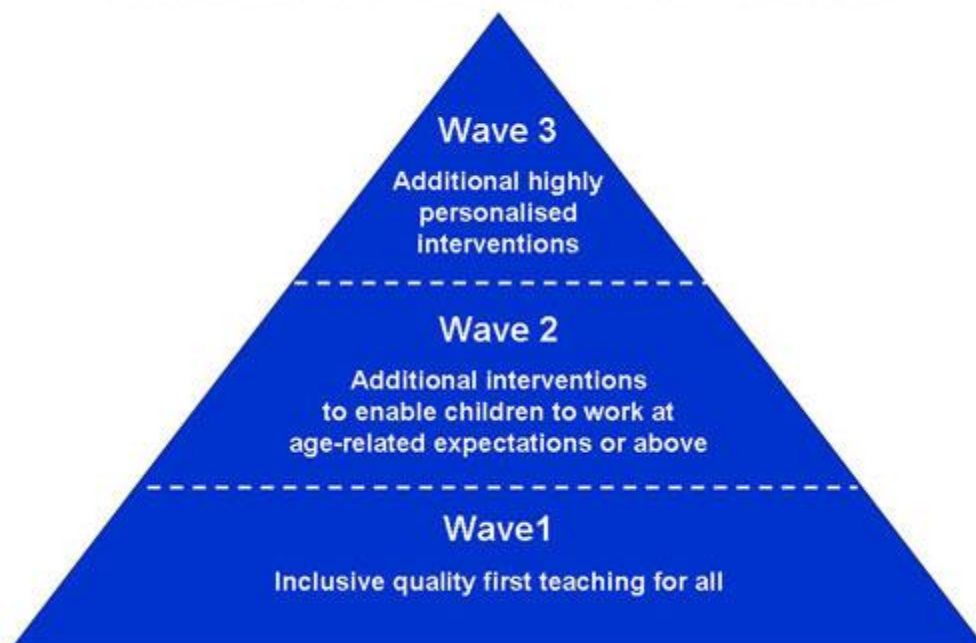 Wave 3
Additional highly
personalised
interventions
Wave 2
Additional interventions
to enable children to work at
age-related expectations or above
Wave1
Inclusive quality first teaching for all